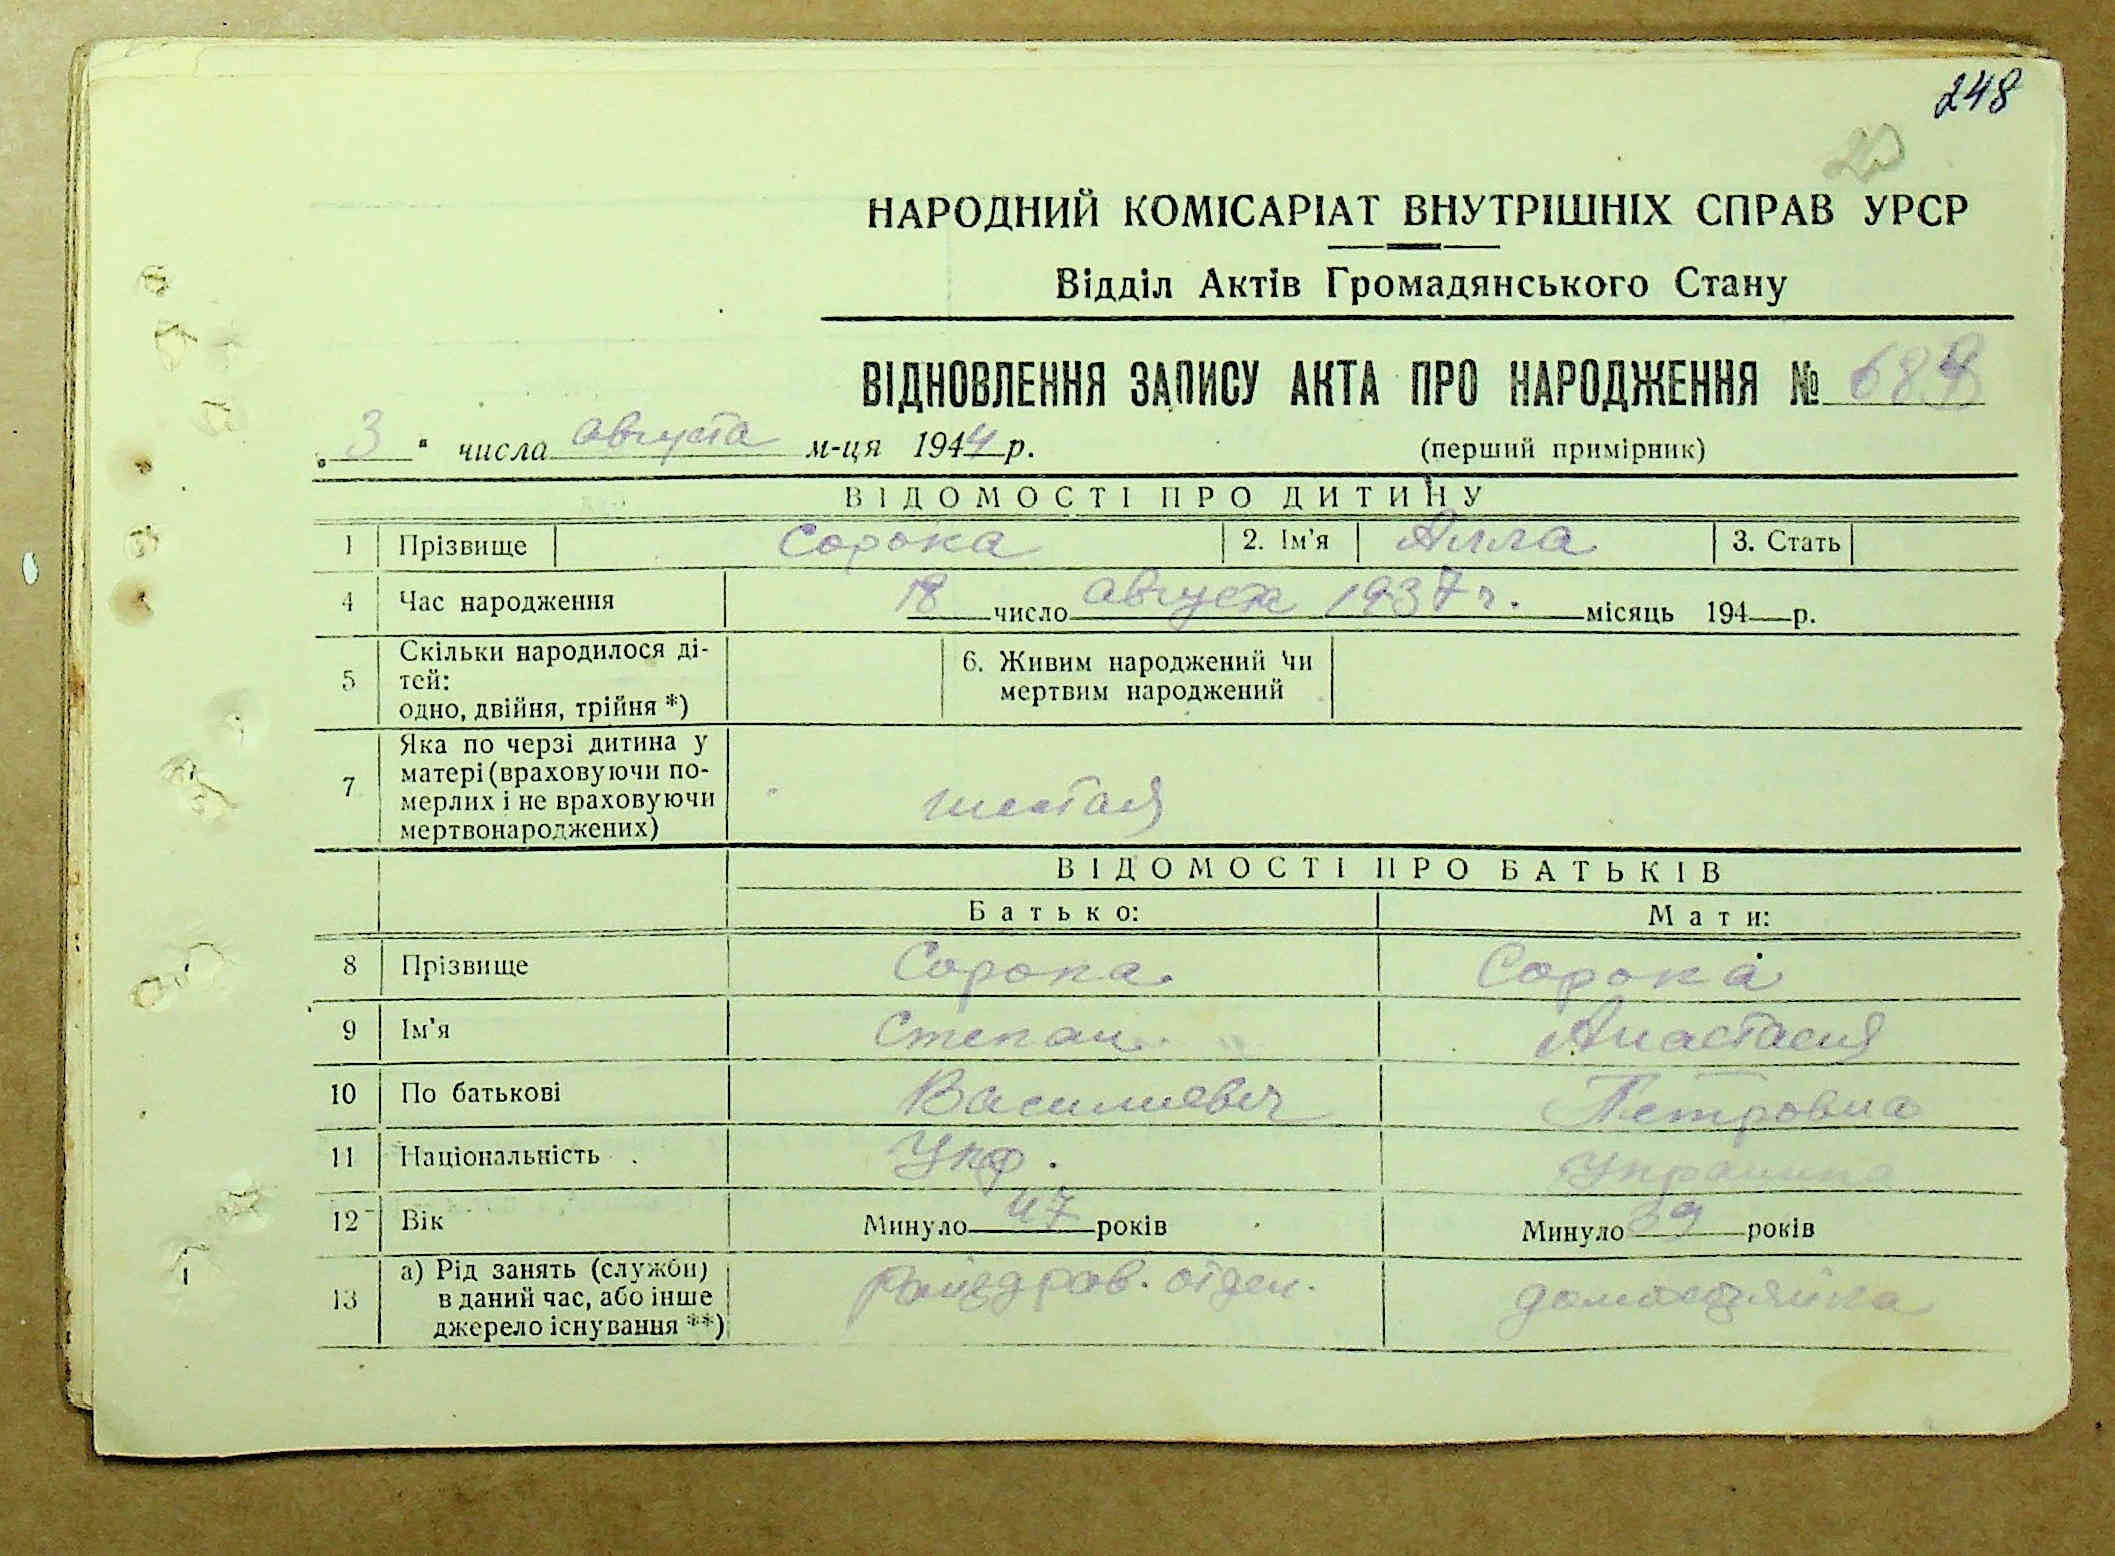 248
НАРОДНИЙ КОМІСАРІАТ ВНУТРІШНІХ СПРАВ УРСР
Відділ Актів Громадянського Стану
ВІДНОВЛЕННЯ ЗАПИСУ АКТА ПРО НАРОДЖЕННЯ №
„ 3 " числа августа м-ця 1944 р. (перший примірник)
ВІДОМОСТІ ПРО ДИТИНУ
1 Прізвище Сорока 2. Ім'я Алла 3. Стать
4 Час народження 18 число августа 1937 г. місяць 194 р.
5 Скільки народилося ді-
тей:
одно, двійня, трійня *)
6. Живим народжений чи
мертвим народжений
7 Яка по черзі дитина у
матері (враховуючи по-
мерлих і не враховуючи
мертвонароджених)
шестая
ВІДОМОСТІ ПРО БАТЬКІВ
Батько: Мати:
8 Прізвище Сорока Сорока
9 Ім'я Степан Анастасия
10 По батькові Василиевич Петровна
11 Національність Укр. Украинка
12 Вік Минуло 47 років Минуло 39 років
13 а) Рід занять (служби)
в даний час, або інше
джерело існування **)
Райздрав. отдел. домохозяйка